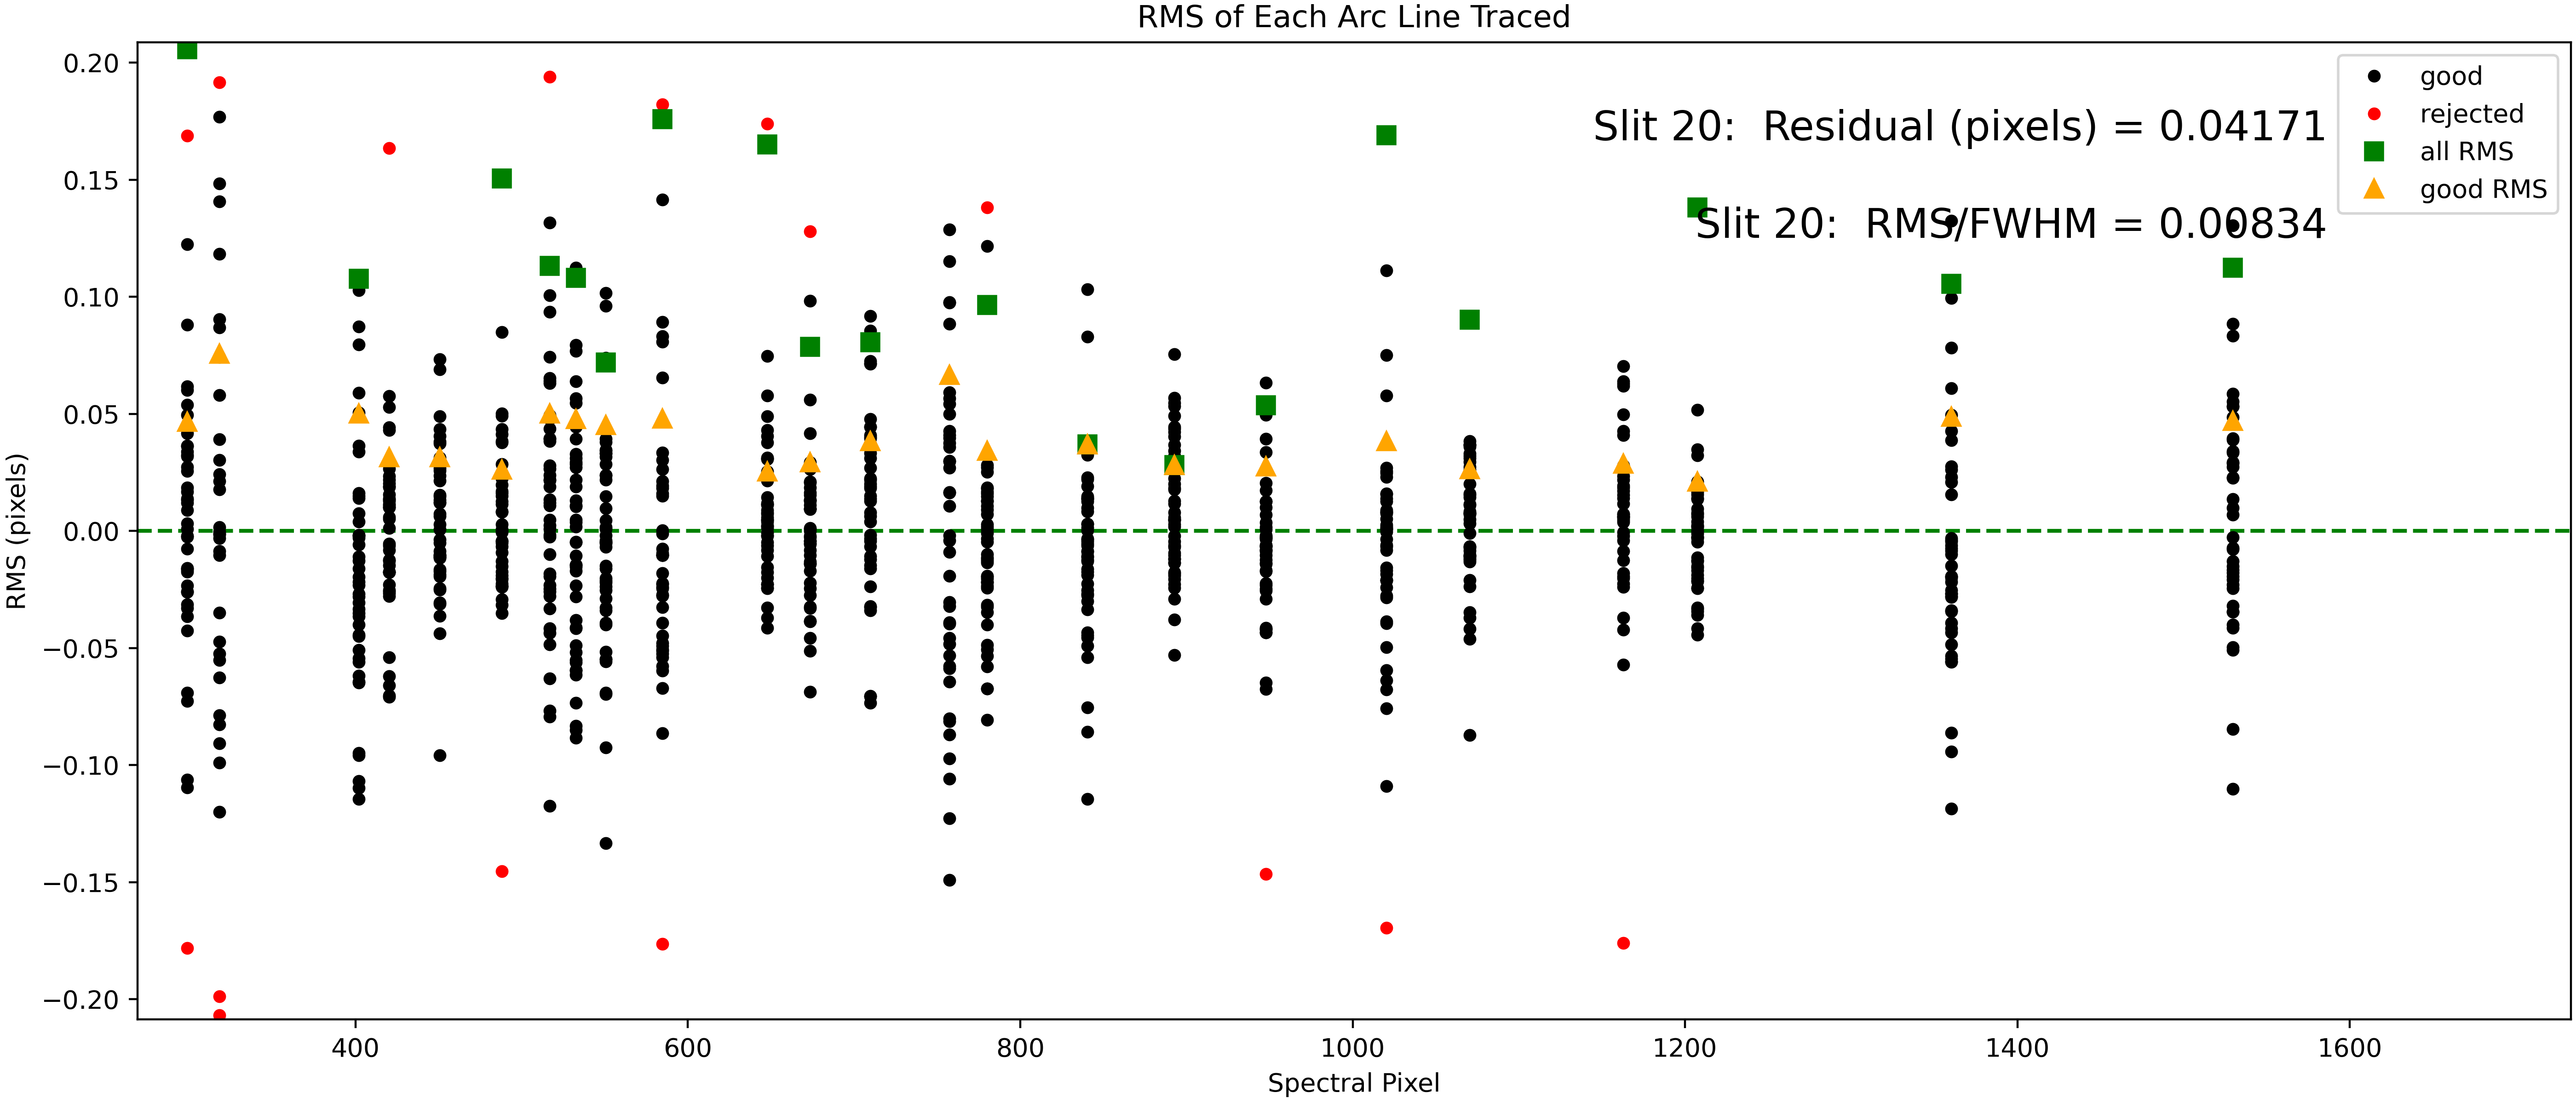 RMS of Each Arc Line Traced
RMS (pixels)
0.20
0.15
0.10
0.05
0.00
−0.05
−0.10
−0.15
−0.20
Slit 20:  Residual (pixels) = 0.04171
Slit 20:  RMS/FWHM = 0.00834
good
rejected
all RMS
good RMS
400
600
800
1000
1200
1400
1600
Spectral Pixel